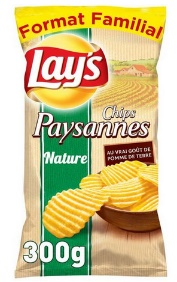 Format Familial
Lay's
Chips
Paysannes
Nature
AU VRAI GOÛT DE
POMME DE TERRE
300g